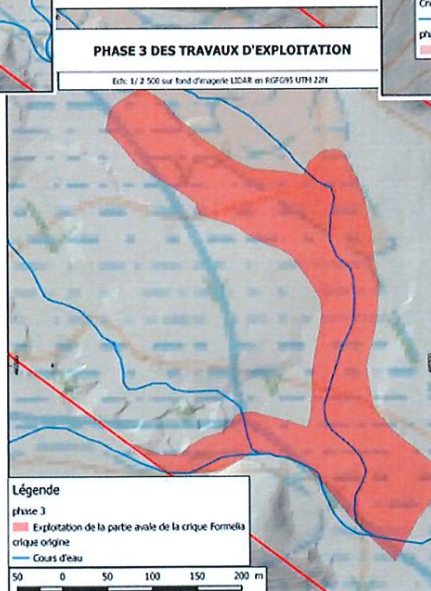 PHASE 3 DES TRAVAUX D'EXPLOITATION
Ech: 1/ 2 500 sur fond d'imagerie LIDAR en RGFG95 UTM 22N
Légende
phase 3
Exploitation de la partie avale de la crique Formelia
crique origine
Cours d'eau
50 0 50 100 150 200 m